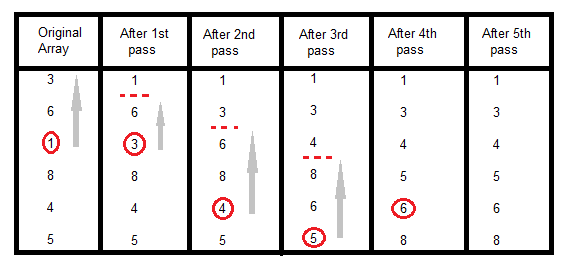 Original Array After 1st pass After 2nd pass After 3rd pass After 4th pass After 5th pass
3 1 1 1 1 1
6 6 3 3 3 3
1 3 6 4 4 4
8 8 8 8 5 5
4 4 4 6 6 6
5 5 5 5 8 8